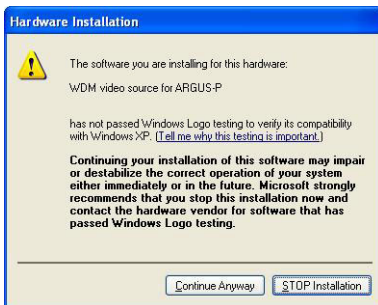 Hardware Installation
The software you are installing for this hardware:
WDM video source for ARGUS-P
has not passed Windows Logo testing to verify its compatibility
with Windows XP. (Tell me why this testing is important.)
Continuing your installation of this software may impair
or destabilize the correct operation of your system
either immediately or in the future. Microsoft strongly
recommends that you stop this installation now and
contact the hardware vendor for software that has
passed Windows Logo testing.
Continue Anyway STOP Installation